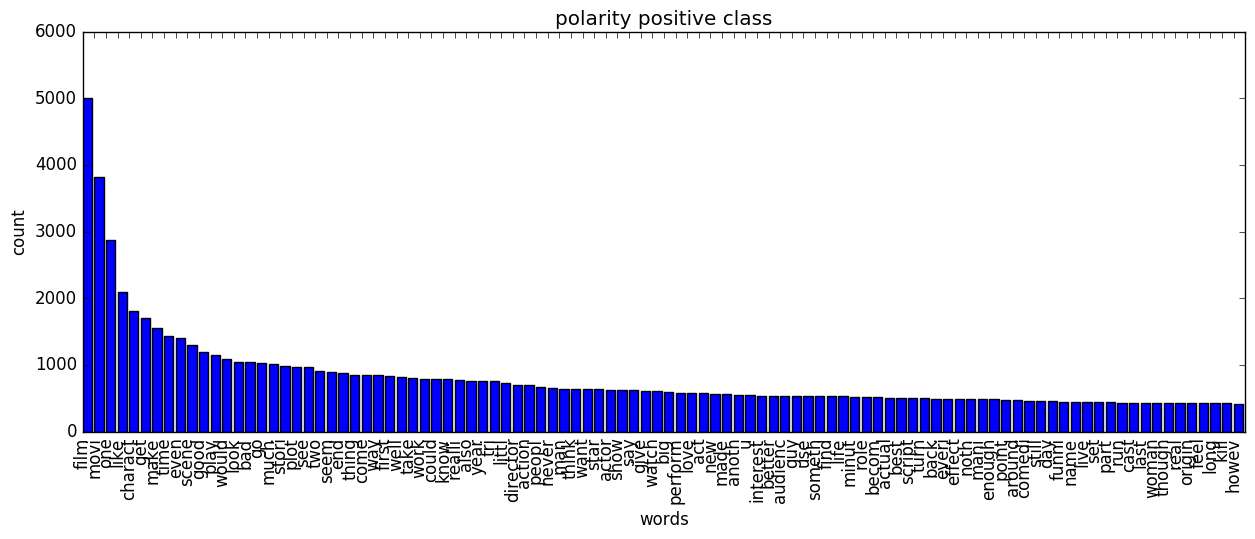 polarity positive class
6000
5000
4000
3000
2000
1000
0
count
film
movi
one
like
charact
get
make
time
even
scene
good
play
would
look
bad
go
much
stori
plot
see
two
seem
end
thing
come
way
first
well
take
work
could
know
realli
also
year
tri
littl
director
action
peopl
never
man
think
want
star
actor
show
say
give
watch
big
perform
love
act
new
made
anoth
u
interest
better
audienc
guy
use
someth
find
life
minut
role
becom
actual
best
script
turn
back
everi
effect
noth
mani
enough
point
around
comedi
still
day
funni
name
live
set
part
run
cast
last
woman
though
real
origin
feel
long
kill
howev
words